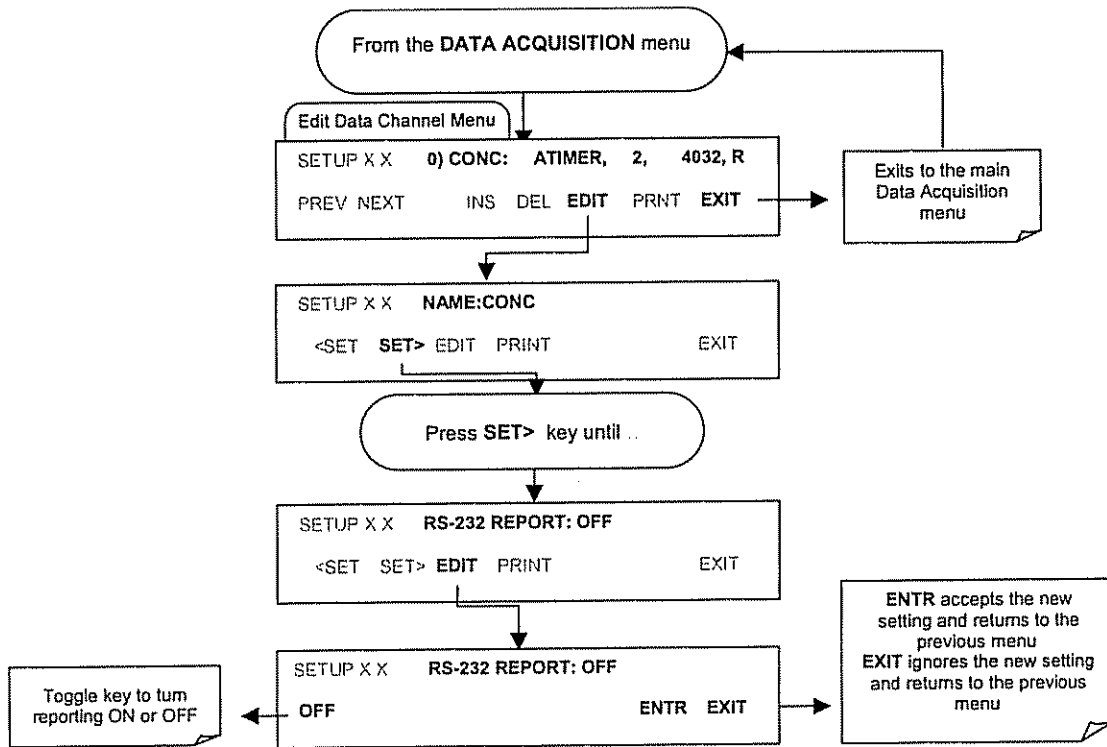 From the DATA ACQUISITION menu
Edit Data Channel Menu
SETUP X X 0) CONC: ATIMER, 2, 4032, R
PREV NEXT INS DEL EDIT PRNT EXIT
Exits to the main
Data Acquisition
menu
SETUP X X NAME:CONC
<SET SET> EDIT PRINT EXIT
Press SET> key until ..
SETUP X X RS-232 REPORT: OFF
<SET SET> EDIT PRINT EXIT
ENTR accepts the new
setting and returns to the
previous menu
EXIT ignores the new setting
and returns to the previous
menu
SETUP X X RS-232 REPORT: OFF
OFF ENTR EXIT
Toggle key to turn
reporting ON or OFF